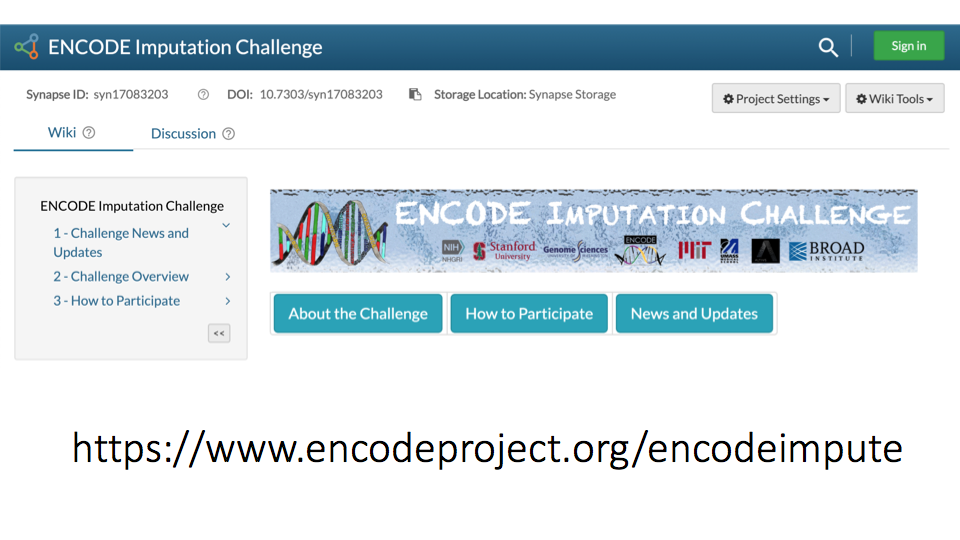 ENCODE Imputation Challenge
Sign in
Synapse ID: syn17083203
DOI: 10.7303/syn17083203
Storage Location: Synapse Storage
Project Settings
Wiki Tools
Wiki
Discussion
ENCODE Imputation Challenge
1 - Challenge News and
Updates
2 - Challenge Overview
3 - How to Participate
<<
ENCODE IMPUTATION CHALLENGE
NIH
NHGRI
Stanford
University
Genome Sciences
ENCODE
MIT
UMASS
BROAD
INSTITUTE
About the Challenge
How to Participate
News and Updates
https://www.encodeproject.org/encodeimpute